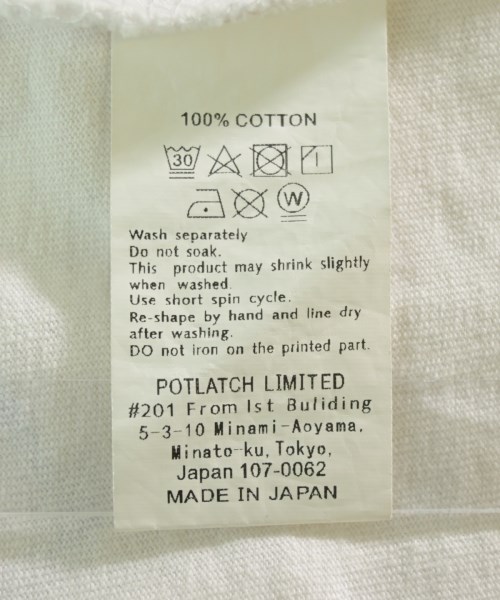 100% COTTON
30
W
Wash separately
Do not soak.
This product may shrink slightly
when washed.
Use short spin cycle.
Re-shape by hand and line dry
after washing.
DO not iron on the printed part.
POTLATCH LIMITED
#201 From Ist Buliding
5-3-10 Minami-Aoyama,
Minato-ku, Tokyo,
Japan 107-0062
MADE IN JAPAN